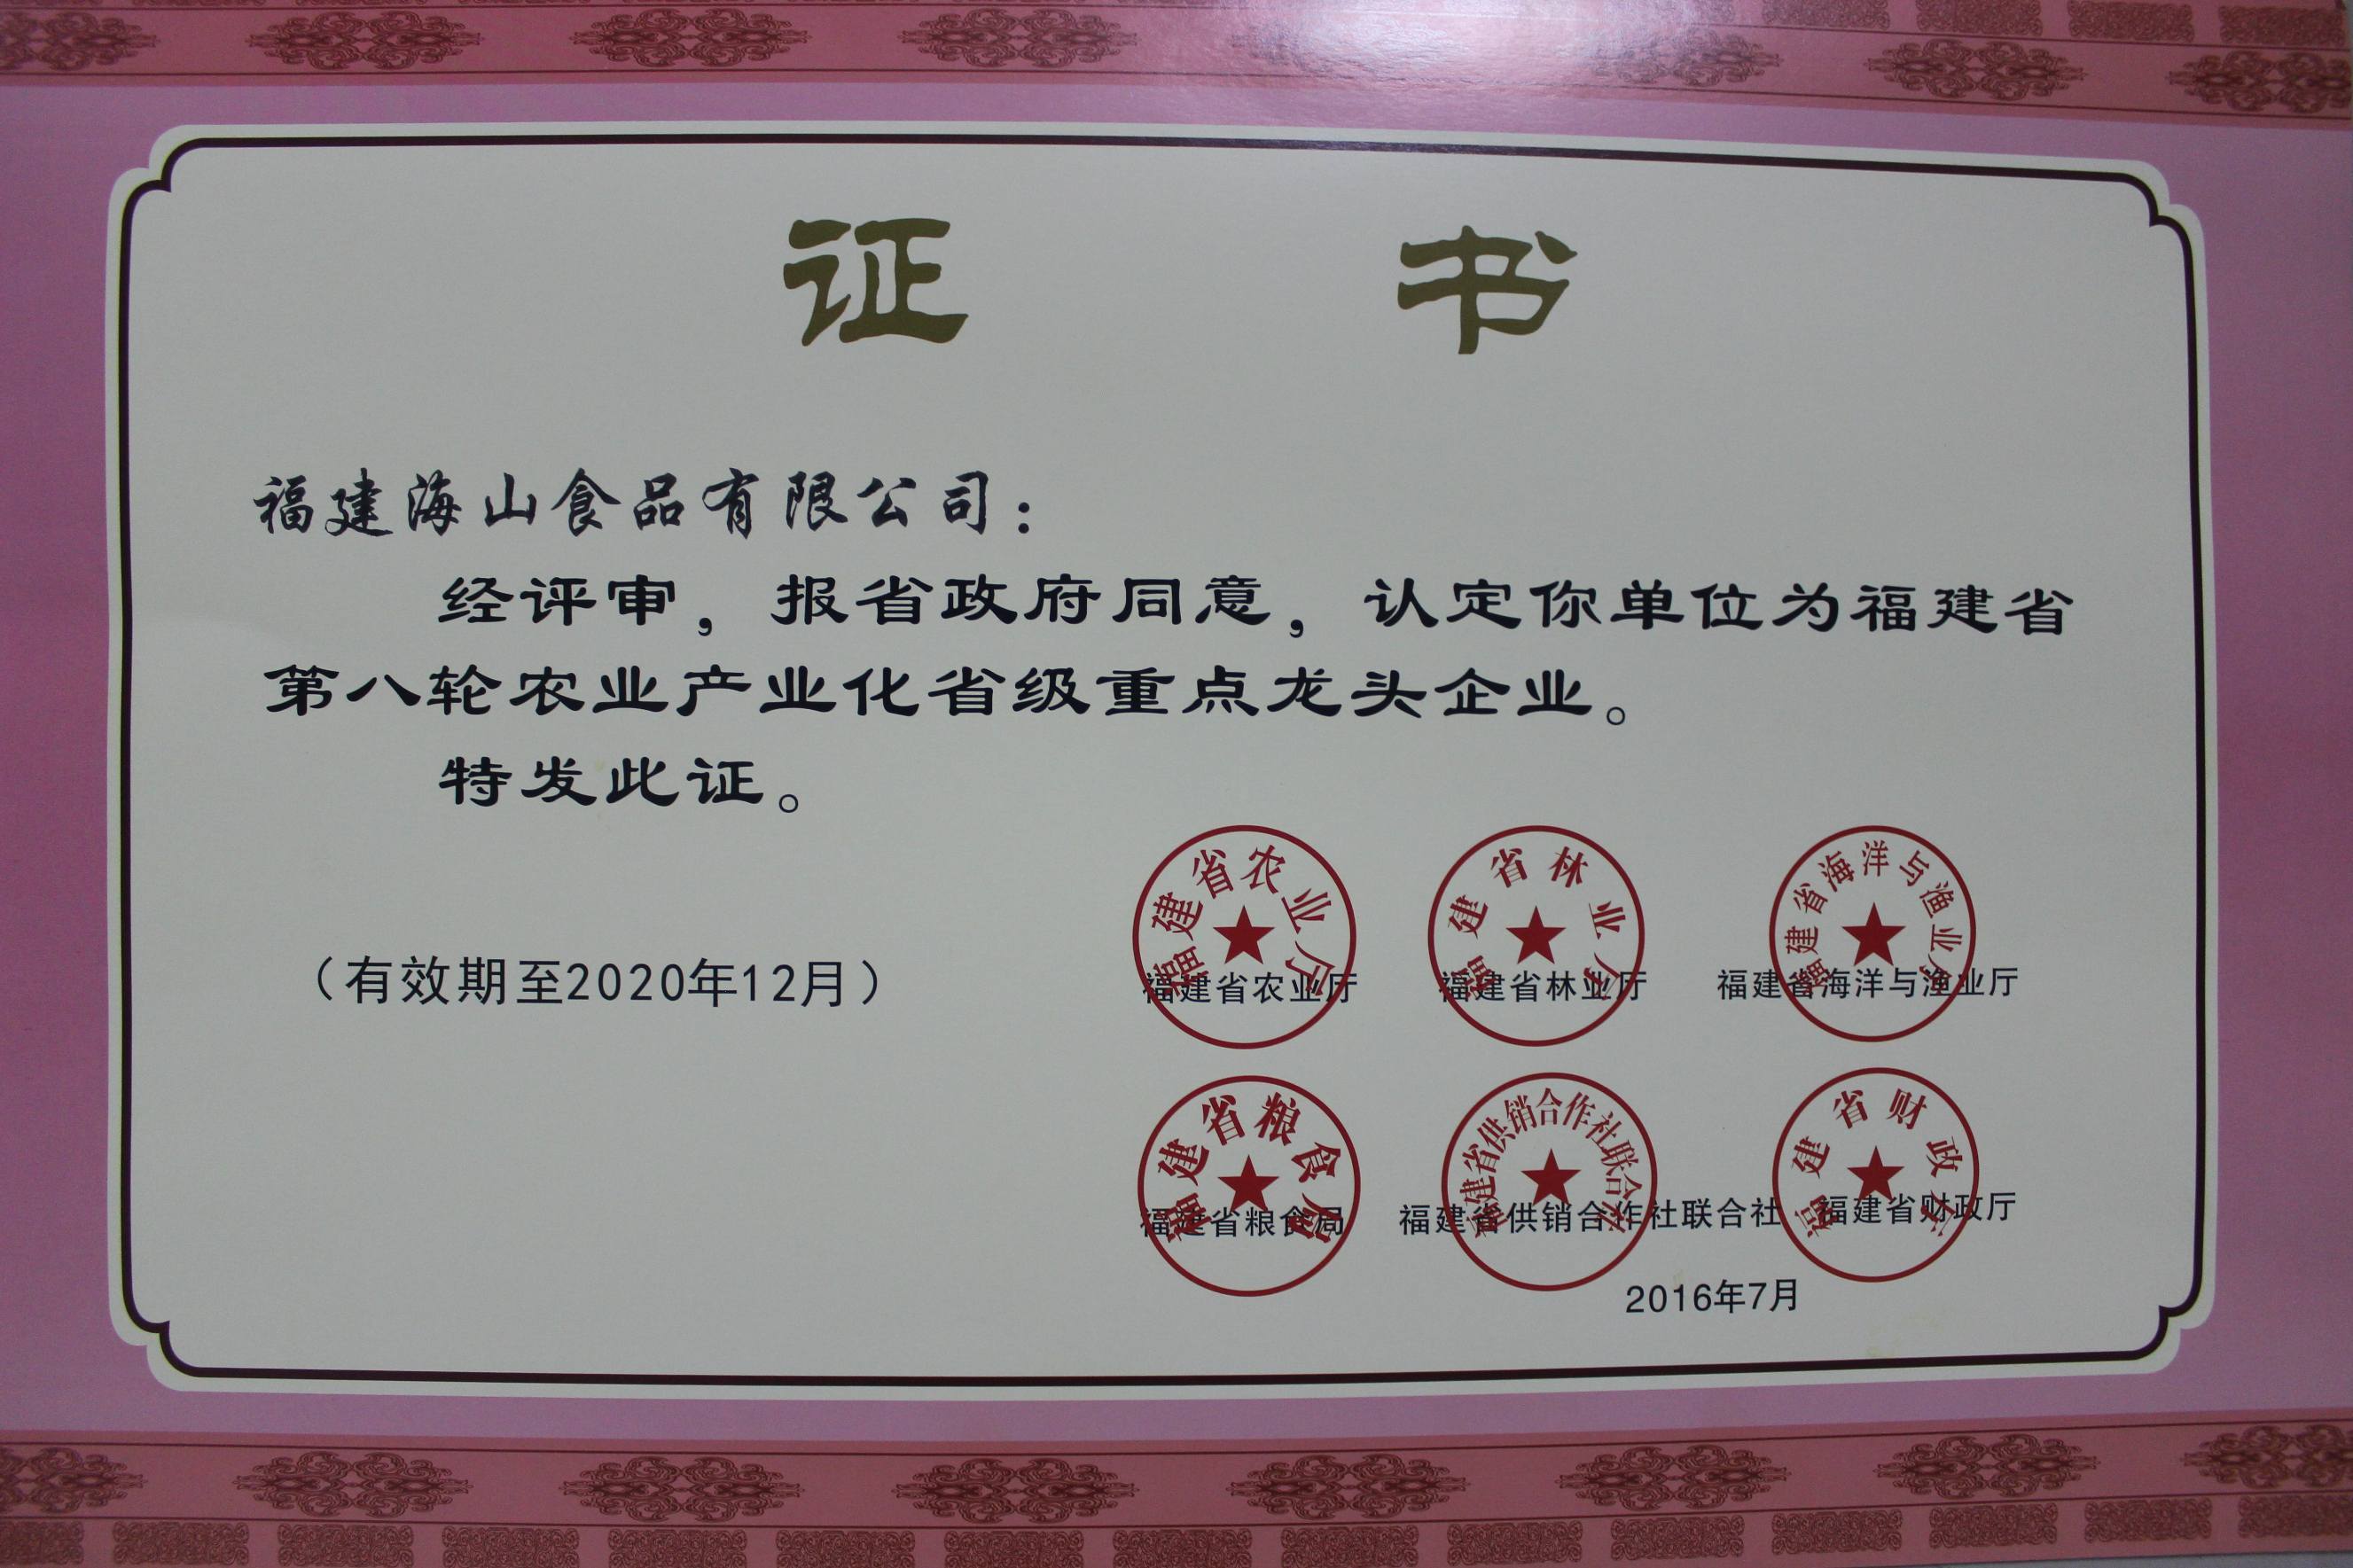 证 书
福建海山食品有限公司：
经评审，报省政府同意，认定你单位为福建省
第八轮农业产业化省级重点龙头企业。
特发此证。
福建省农业厅
福建省林业厅
福建省海洋与渔业厅
（有效期至2020年12月）
福建省农业厅 福建省林业厅 福建省海洋与渔业厅
福建省粮食局
福建省供销合作社联合社
福建省财政厅
福建省粮食局 福建省供销合作社联合社 福建省财政厅
2016年7月